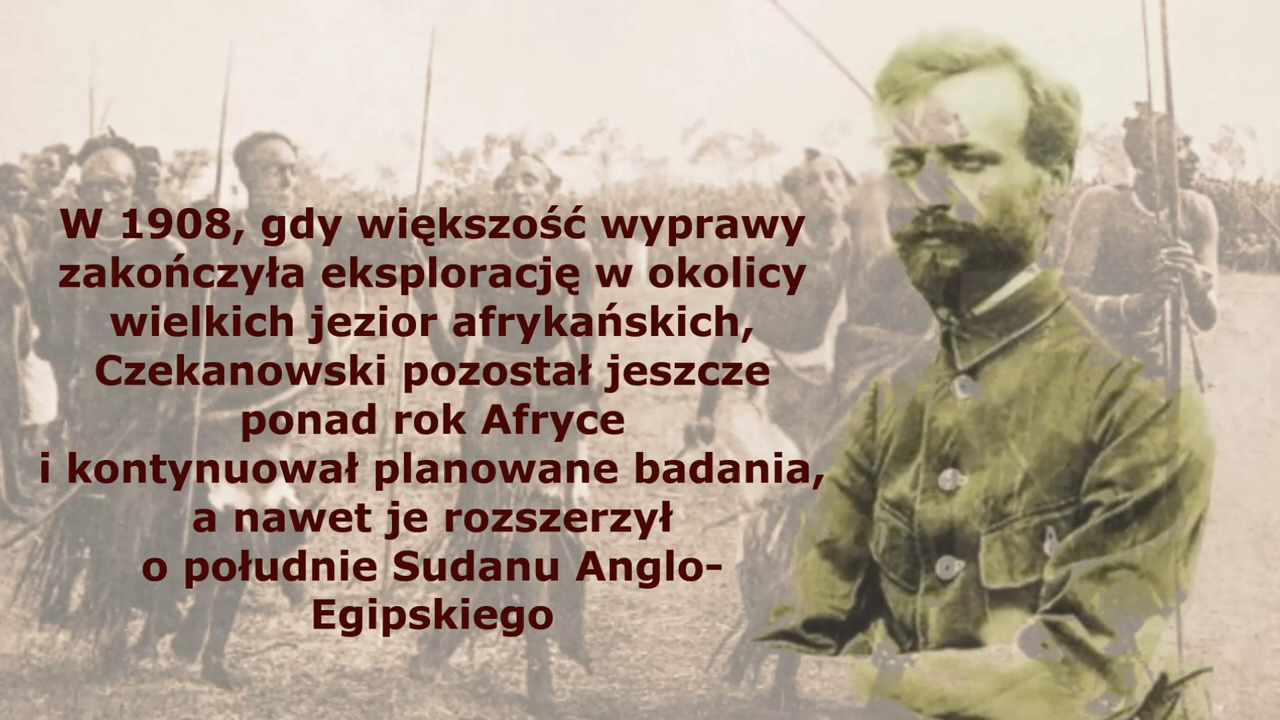 W 1908, gdy większość wyprawy
zakończyła eksplorację w okolicy
wielkich jezior afrykańskich,
Czekanowski pozostał jeszcze
ponad rok Afryce
i kontynuował planowane badania,
a nawet je rozszerzył
o południe Sudanu Anglo-
Egipskiego